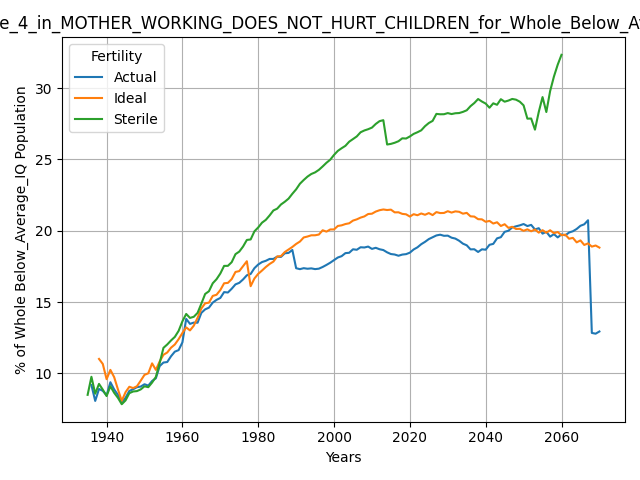 e_4_in_MOTHER_WORKING_DOES_NOT_HURT_CHILDREN_for_Whole_Below_A
Fertility
Actual
Ideal
Sterile
% of Whole Below_Average_IQ Population
30
25
20
15
10
1940
1960
1980
2000
2020
2040
2060
Years